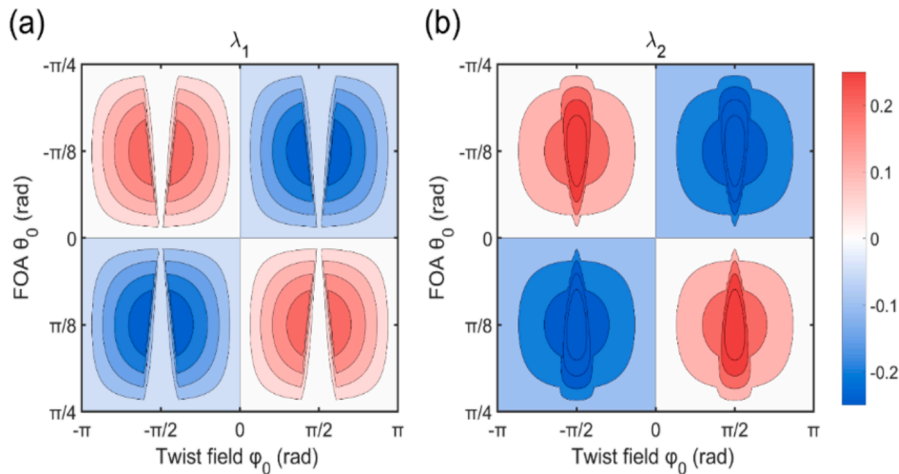 (a)
λ1
-π/4
-π/8
0
π/8
π/4
FOA θ0 (rad)
-π
-π/2
0
π/2
π
Twist field φ0 (rad)
(b)
λ2
-π/4
-π/8
0
π/8
π/4
FOA θ0 (rad)
-π
-π/2
0
π/2
π
Twist field φ0 (rad)
0.2
0.1
0
-0.1
-0.2